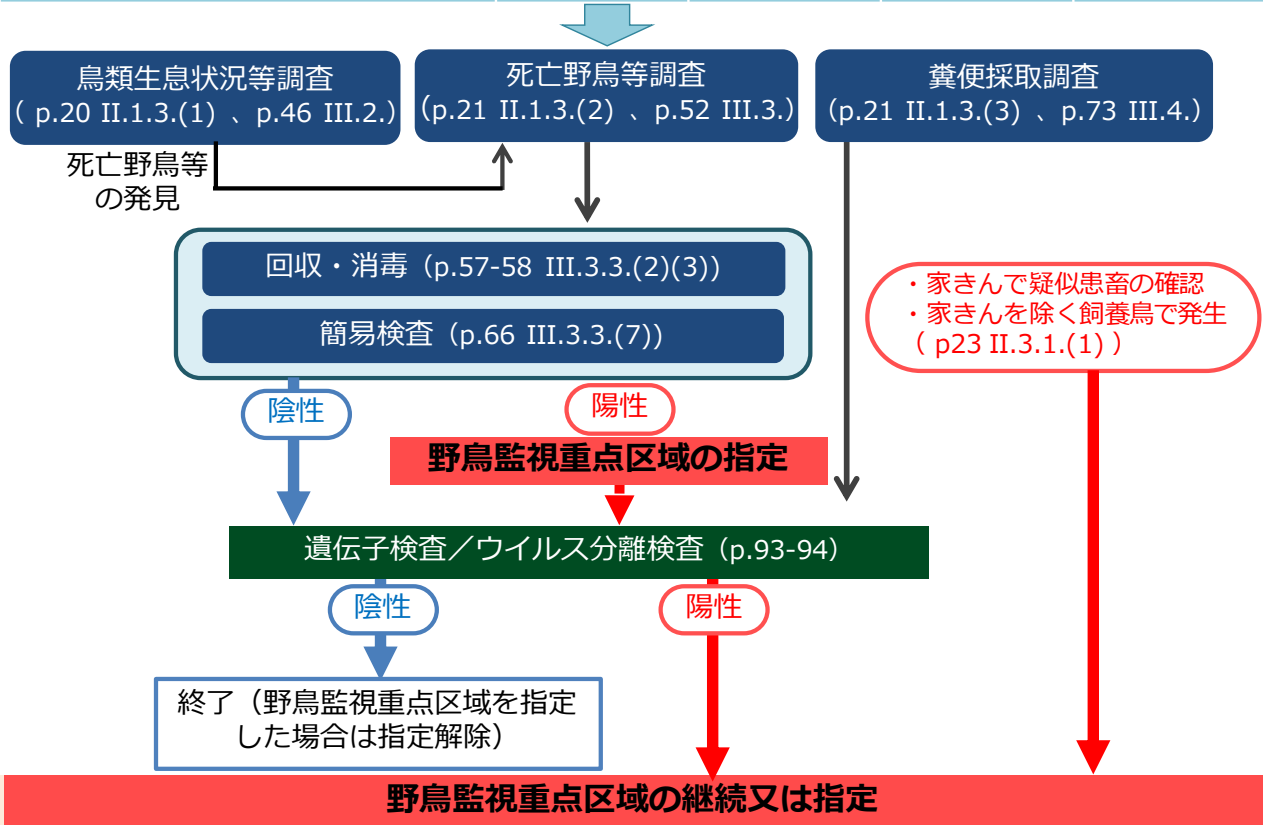 鳥類生息状況等調査
( p.20 II.1.3.(1) 、p.46 III.2.)
死亡野鳥等調査
(p.21 II.1.3.(2) 、p.52 III.3.)
糞便採取調査
(p.21 II.1.3.(3) 、p.73 III.4.)
死亡野鳥等
の発見
回収・消毒（p.57-58 III.3.3.(2)(3)）
簡易検査（p.66 III.3.3.(7)）
・家きんで疑似患畜の確認
・家きんを除く飼養鳥で発生
（ p23 II.3.1.(1) ）
陰性
陽性
野鳥監視重点区域の指定
遺伝子検査／ウイルス分離検査（p.93-94）
陰性
陽性
終了（野鳥監視重点区域を指定
した場合は指定解除）
野鳥監視重点区域の継続又は指定